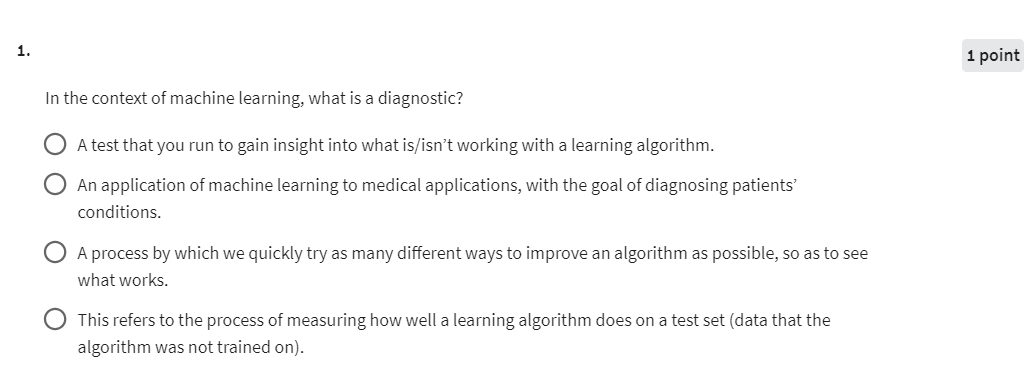 1.
1 point
In the context of machine learning, what is a diagnostic?
A test that you run to gain insight into what is/isn’t working with a learning algorithm.
An application of machine learning to medical applications, with the goal of diagnosing patients’
conditions.
A process by which we quickly try as many different ways to improve an algorithm as possible, so as to see
what works.
This refers to the process of measuring how well a learning algorithm does on a test set (data that the
algorithm was not trained on).